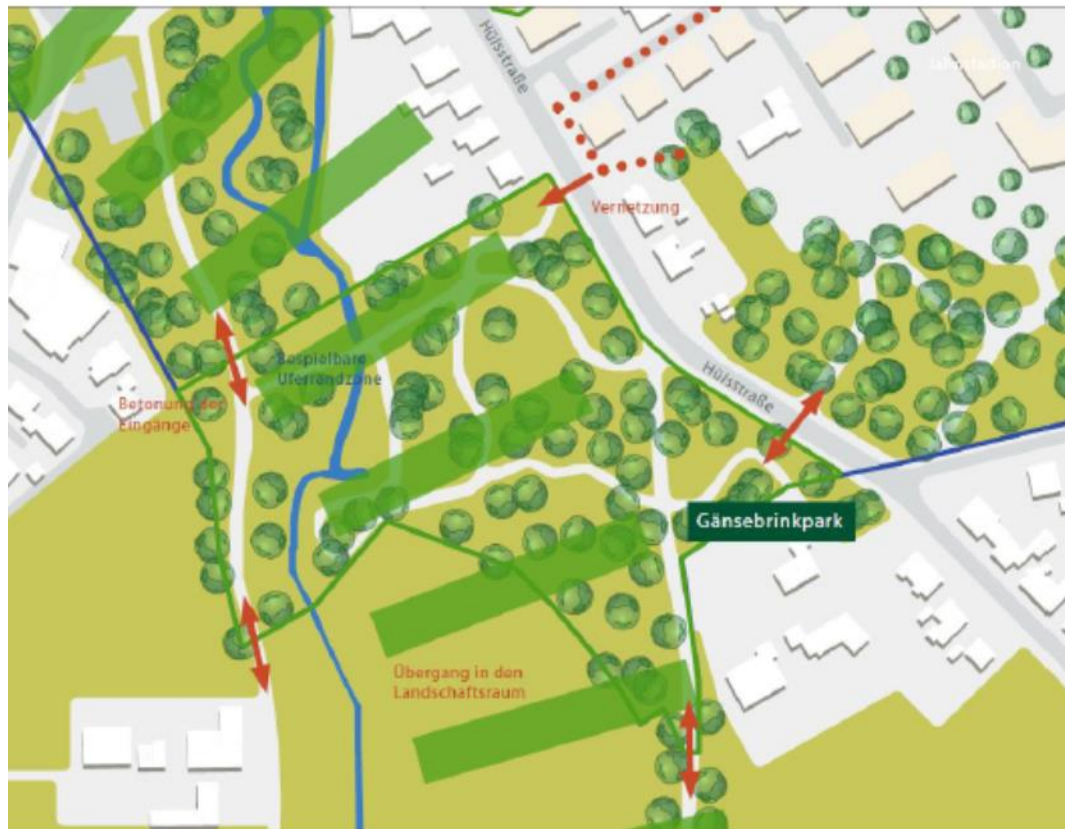 Hülsstraße
Jahnstadion
Vernetzung
Bespielbare
Uferrandzone
Betonung der
Eingänge
Hülsstraße
Gänsebrinkpark
Übergang in den
Landschaftsraum